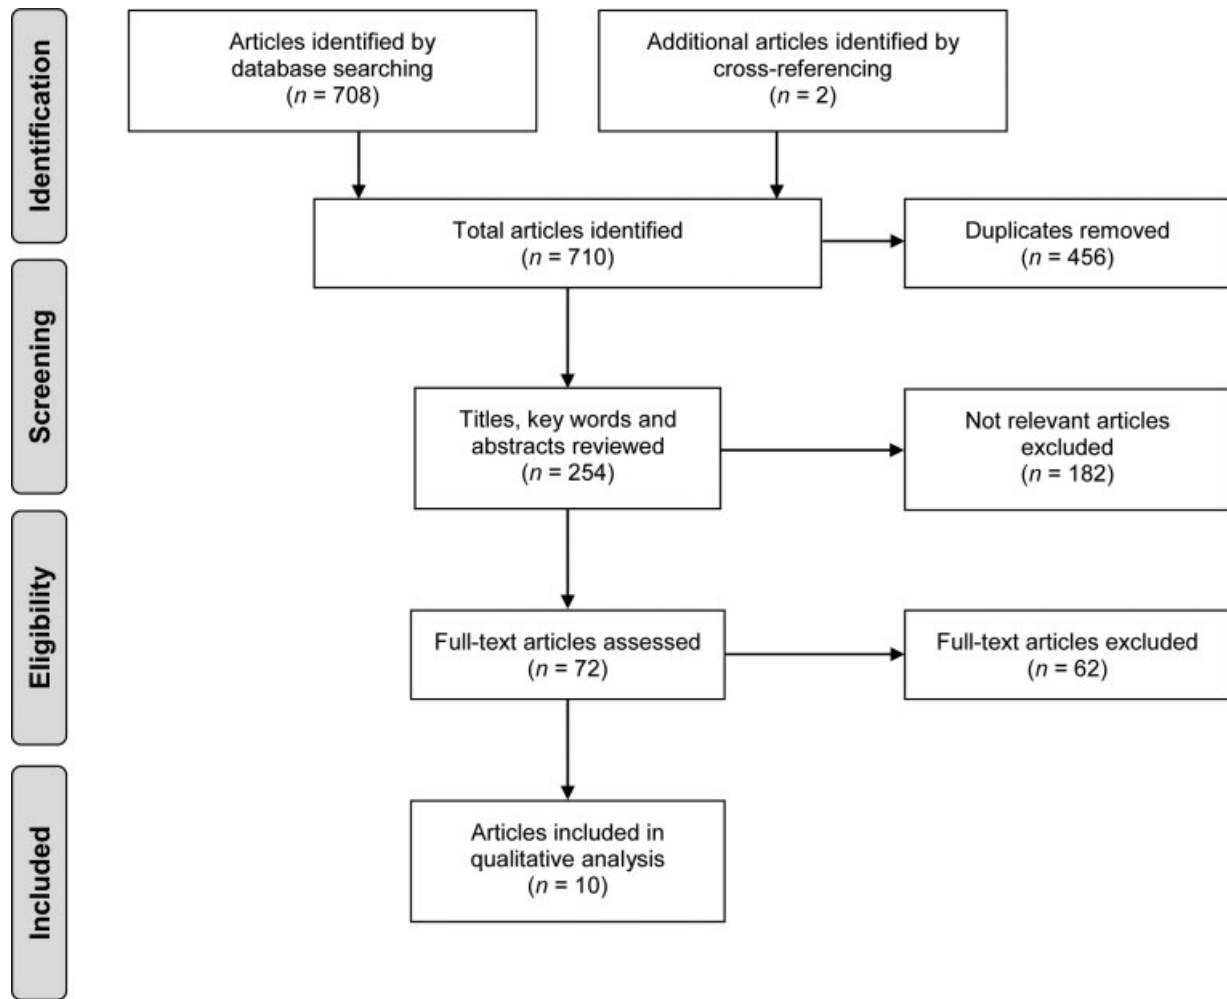 Identification
Articles identified by
database searching
(n = 708)
Additional articles identified by
cross-referencing
(n = 2)
Total articles identified
(n = 710)
Duplicates removed
(n = 456)
Screening
Titles, key words and
abstracts reviewed
(n = 254)
Not relevant articles
excluded
(n = 182)
Eligibility
Full-text articles assessed
(n = 72)
Full-text articles excluded
(n = 62)
Included
Articles included in
qualitative analysis
(n = 10)